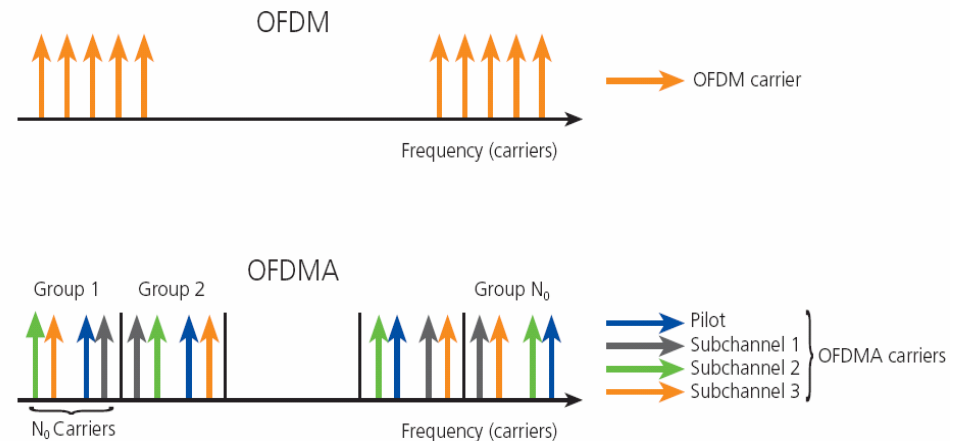 OFDM
OFDM carrier
Frequency (carriers)
OFDMA
Group 1
Group 2
Group N₀
Pilot
Subchannel 1
Subchannel 2
Subchannel 3
OFDMA carriers
N₀ Carriers
Frequency (carriers)